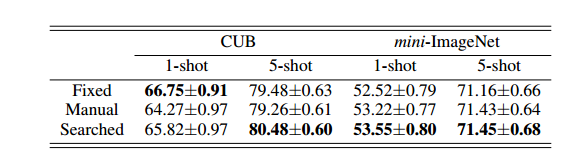 CUB mini-ImageNet
1-shot 5-shot 1-shot 5-shot
Fixed 66.75±0.91 79.48±0.63 52.52±0.79 71.16±0.66
Manual 64.27±0.97 79.26±0.61 53.22±0.77 71.43±0.64
Searched 65.82±0.97 80.48±0.60 53.55±0.80 71.45±0.68